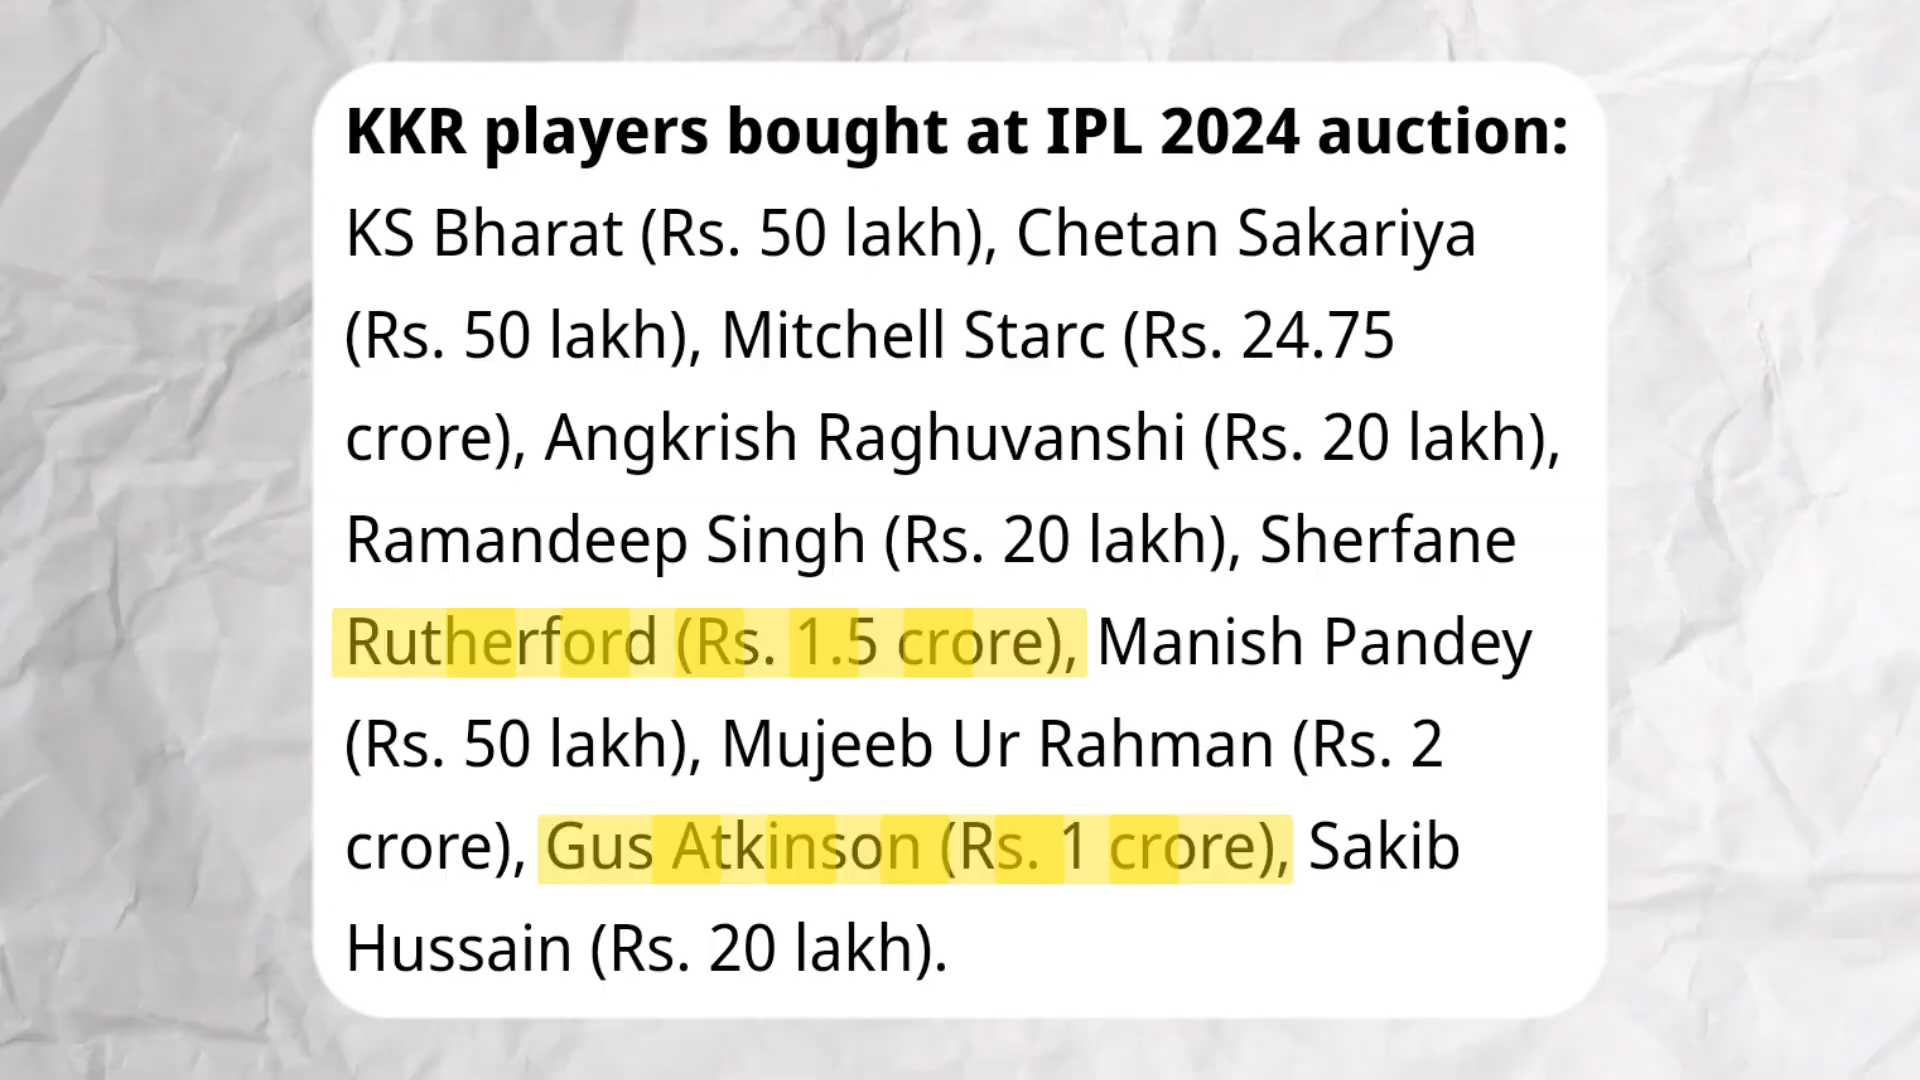 KKR players bought at IPL 2024 auction:
KS Bharat (Rs. 50 lakh), Chetan Sakariya
(Rs. 50 lakh), Mitchell Starc (Rs. 24.75
crore), Angkrish Raghuvanshi (Rs. 20 lakh),
Ramandeep Singh (Rs. 20 lakh), Sherfane
Rutherford (Rs. 1.5 crore), Manish Pandey
(Rs. 50 lakh), Mujeeb Ur Rahman (Rs. 2
crore), Gus Atkinson (Rs. 1 crore), Sakib
Hussain (Rs. 20 lakh).